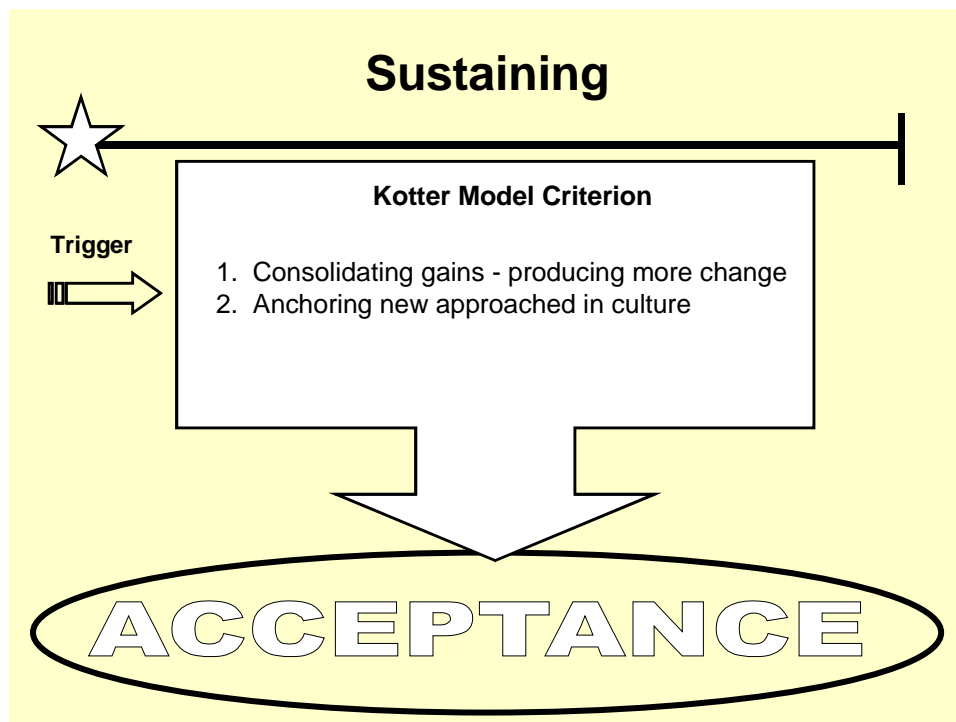 Sustaining
Kotter Model Criterion
Trigger
1. Consolidating gains - producing more change
2. Anchoring new approached in culture
ACCEPTANCE